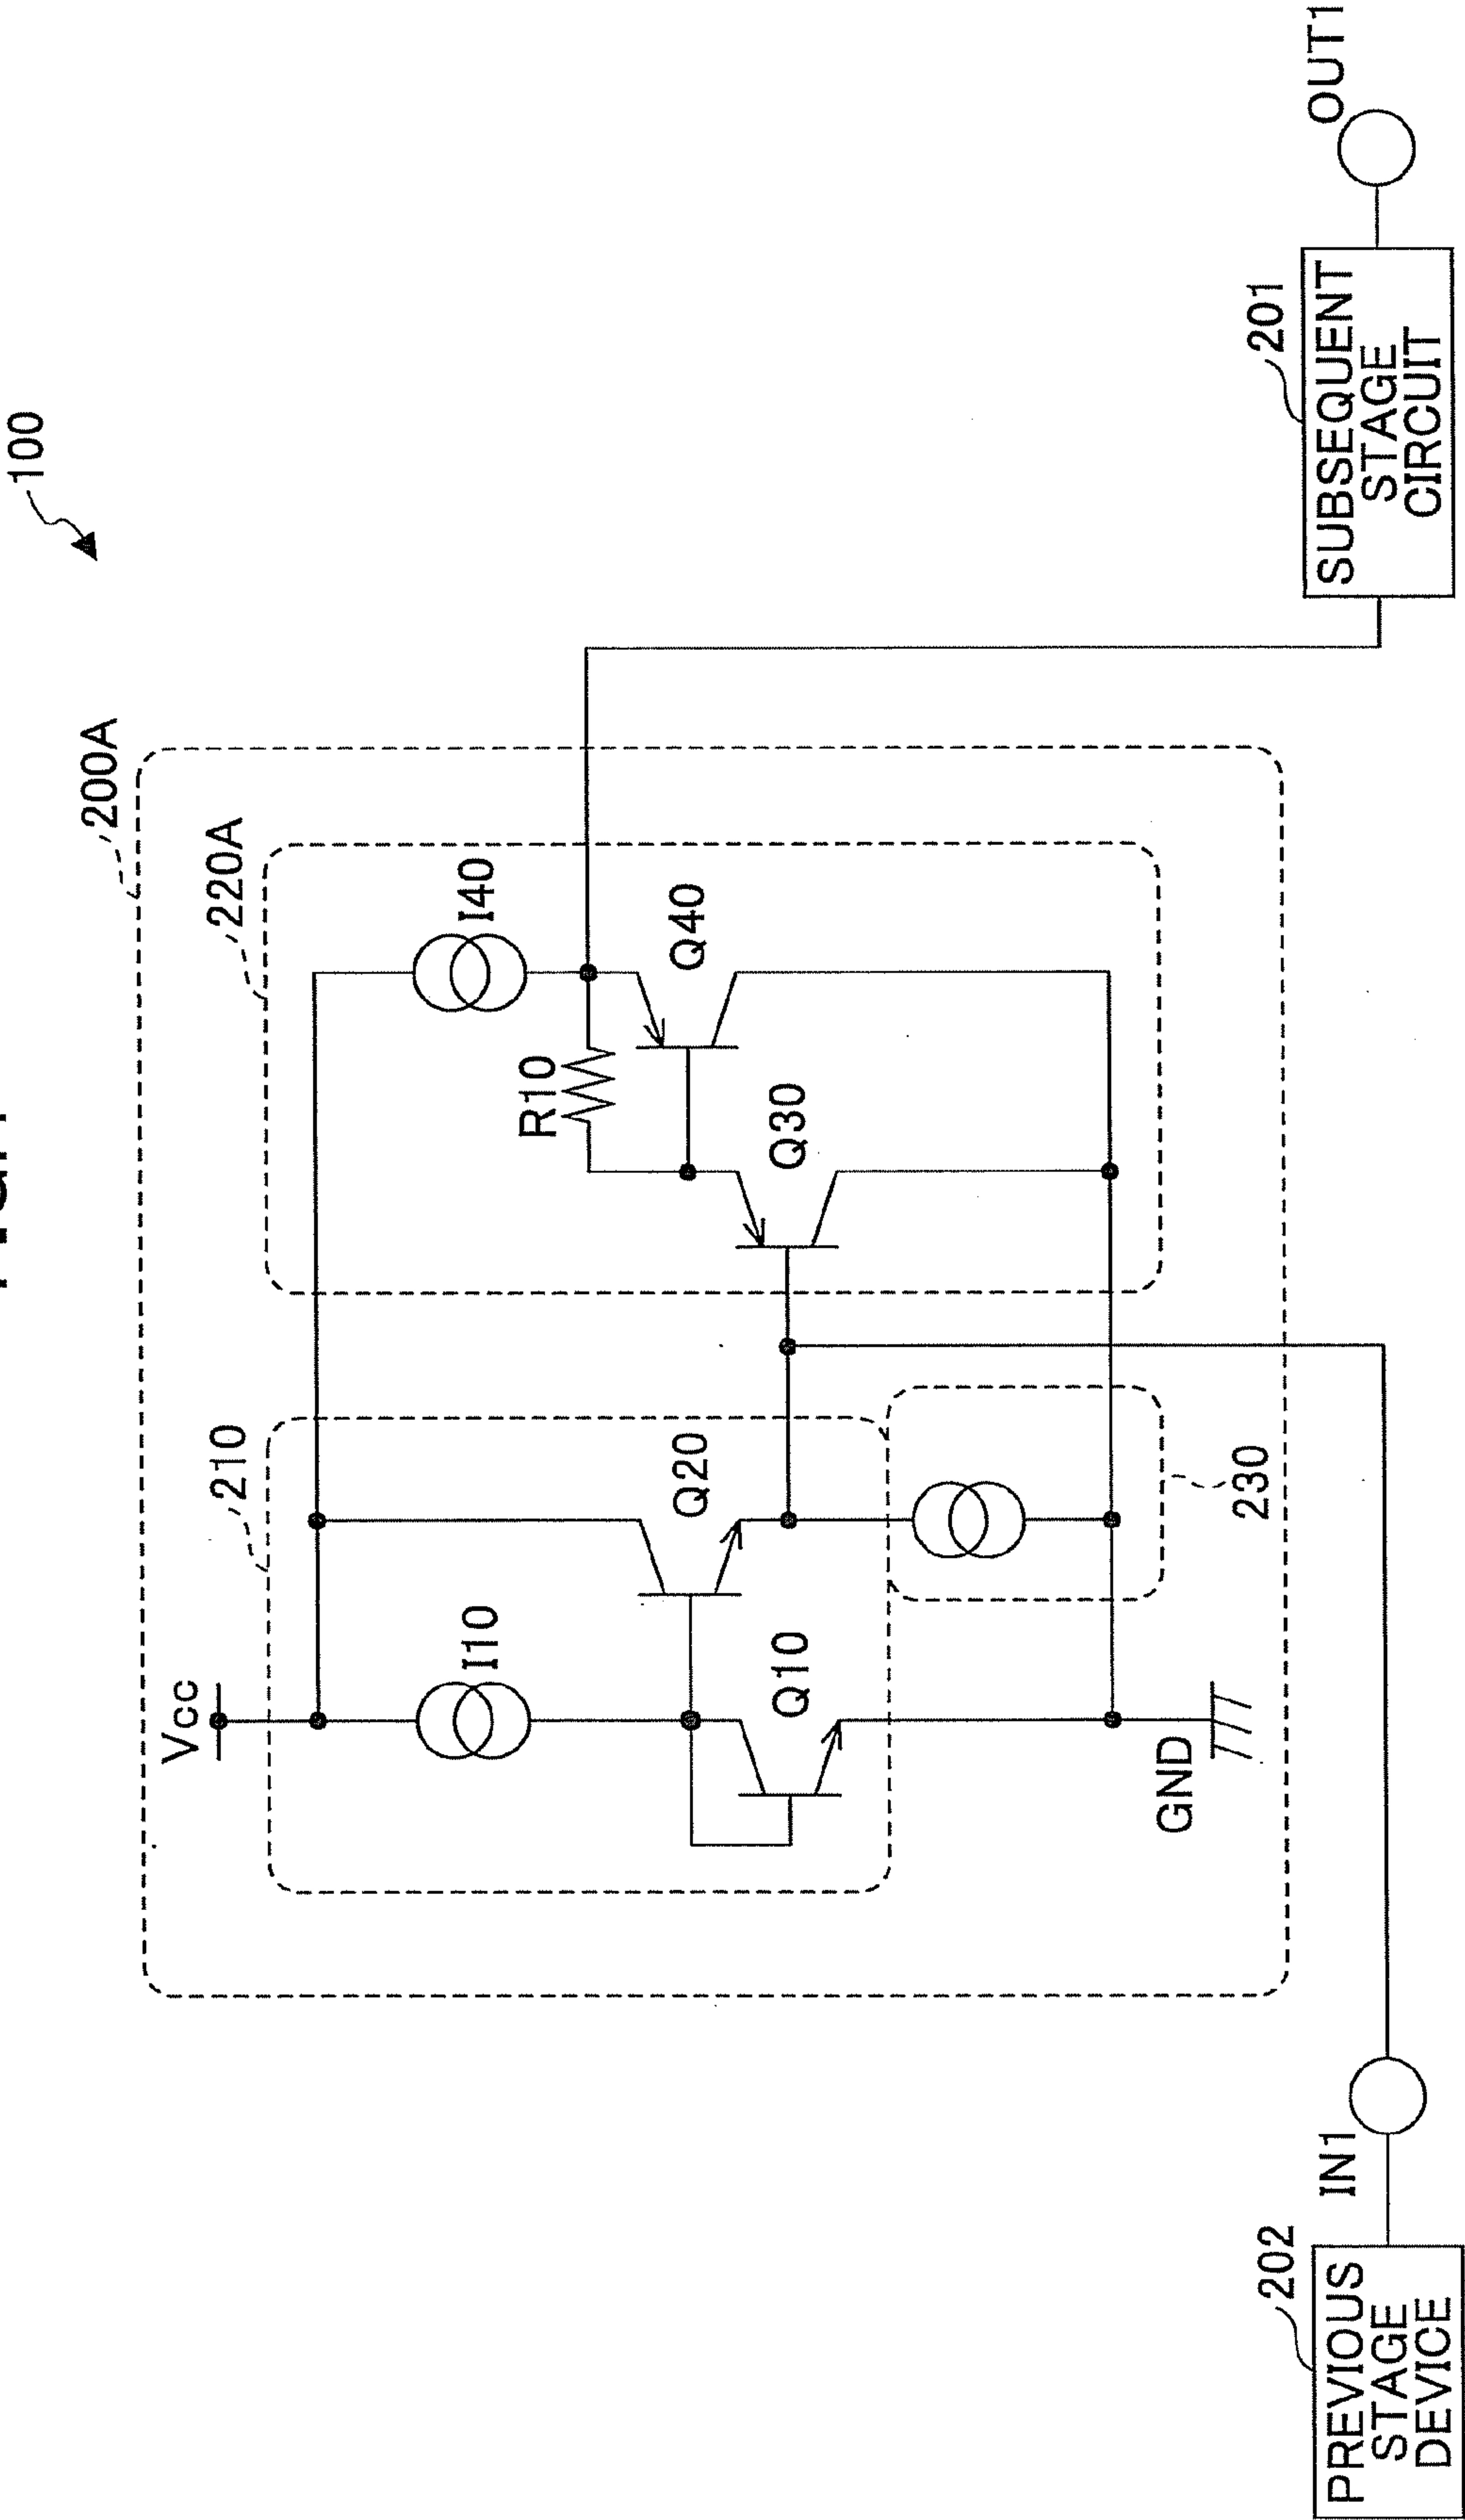 100
200A
220A
210
Vcc
I10
I40
R10
Q20
Q40
Q10
Q30
GND
230
201
OUT1
SUBSEQUENT
STAGE
CIRCUIT
202
IN1
PREVIOUS
STAGE
DEVICE